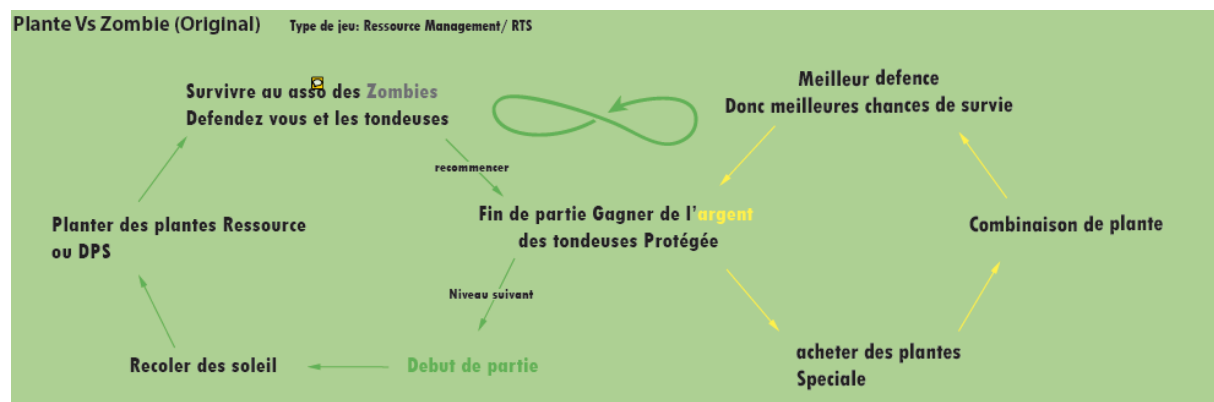 Plante Vs Zombie (Original)
Type de jeu: Ressource Management/ RTS
Survivre au asso des Zombies
Defendez vous et les tondeuses
Meilleur defence
Donc meilleures chances de survie
recommencer
Planter des plantes Ressource
ou DPS
Fin de partie Gagner de l'argent
des tondeuses Protégée
Combinaison de plante
Niveau suivant
Recoler des soleil
Debut de partie
acheter des plantes
Speciale